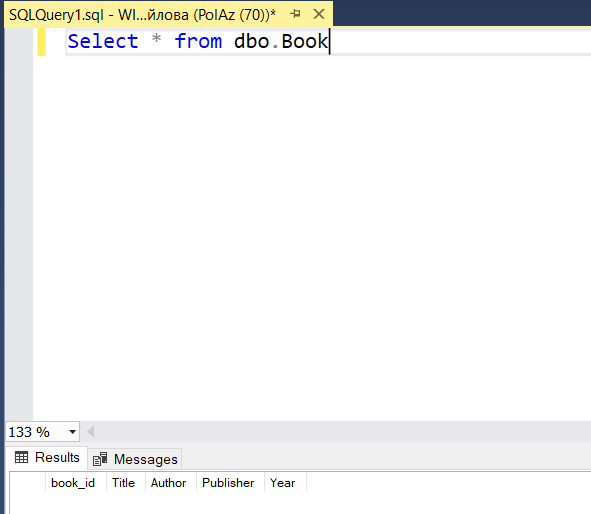 SQLQuery1.sql - WI...йлова (PolAz (70))*
Select * from dbo.Book
133 %
Results Messages
book_id Title Author Publisher Year